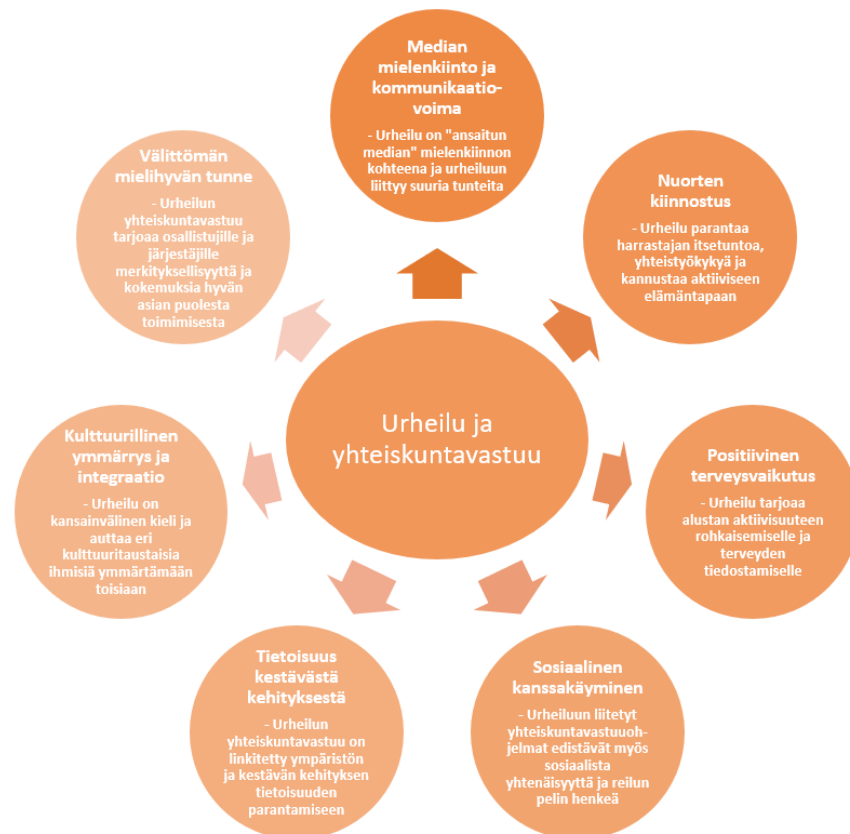 Median
mielenkiinto ja
kommunikaatio-
voima
- Urheilu on "ansaitun
median" mielenkiinnon
kohteena ja urheiluun
liittyy suuria tunteita
Nuorten
kiinnostus
- Urheilu parantaa
harrastajan itsetuntoa,
yhteistyökykyä ja
kannustaa aktiiviseen
elämäntapaan
Positiivinen
terveysvaikutus
- Urheilu tarjoaa
alustan aktiivisuuteen
rohkaisemiselle ja
terveyden
tiedostamiselle
Sosiaalinen
kanssakäyminen
- Urheiluun liitetyt
yhteiskuntavastuuoh-
jelmat edistävät myös
sosiaalista
yhtenäisyyttä ja reilun
pelin henkeä
Tietoisuus
kestävästä
kehityksestä
- Urheilun
yhteiskuntavastuu on
linkitetty ympäristön
ja kestävän kehityksen
tietoisuuden
parantamiseen
Kulttuurillinen
ymmärrys ja
integraatio
- Urheilu on
kansainvälinen kieli ja
auttaa eri
kulttuuritaustaisia
ihmisiä ymmärtämään
toisiaan
Välittömän
mielihyvän tunne
- Urheilun
yhteiskuntavastuu
tarjoaa osallistujille ja
järjestäjille
merkityksellisyyttä ja
kokemuksia hyvän
asian puolesta
toimimisesta
Urheilu ja
yhteiskuntavastuu